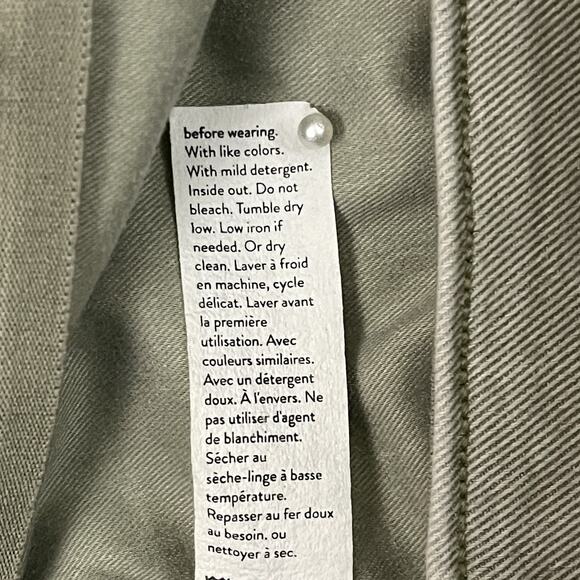 before wearing.
With like colors.
With mild detergent.
Inside out. Do not
bleach. Tumble dry
low. Low iron if
needed. Or dry
clean. Laver à froid
en machine, cycle
délicat. Laver avant
la première
utilisation. Avec
couleurs similaires.
Avec un détergent
doux. À l'envers. Ne
pas utiliser d'agent
de blanchiment.
Sécher au
sèche-linge à basse
température.
Repasser au fer doux
au besoin. ou
nettoyer à sec.